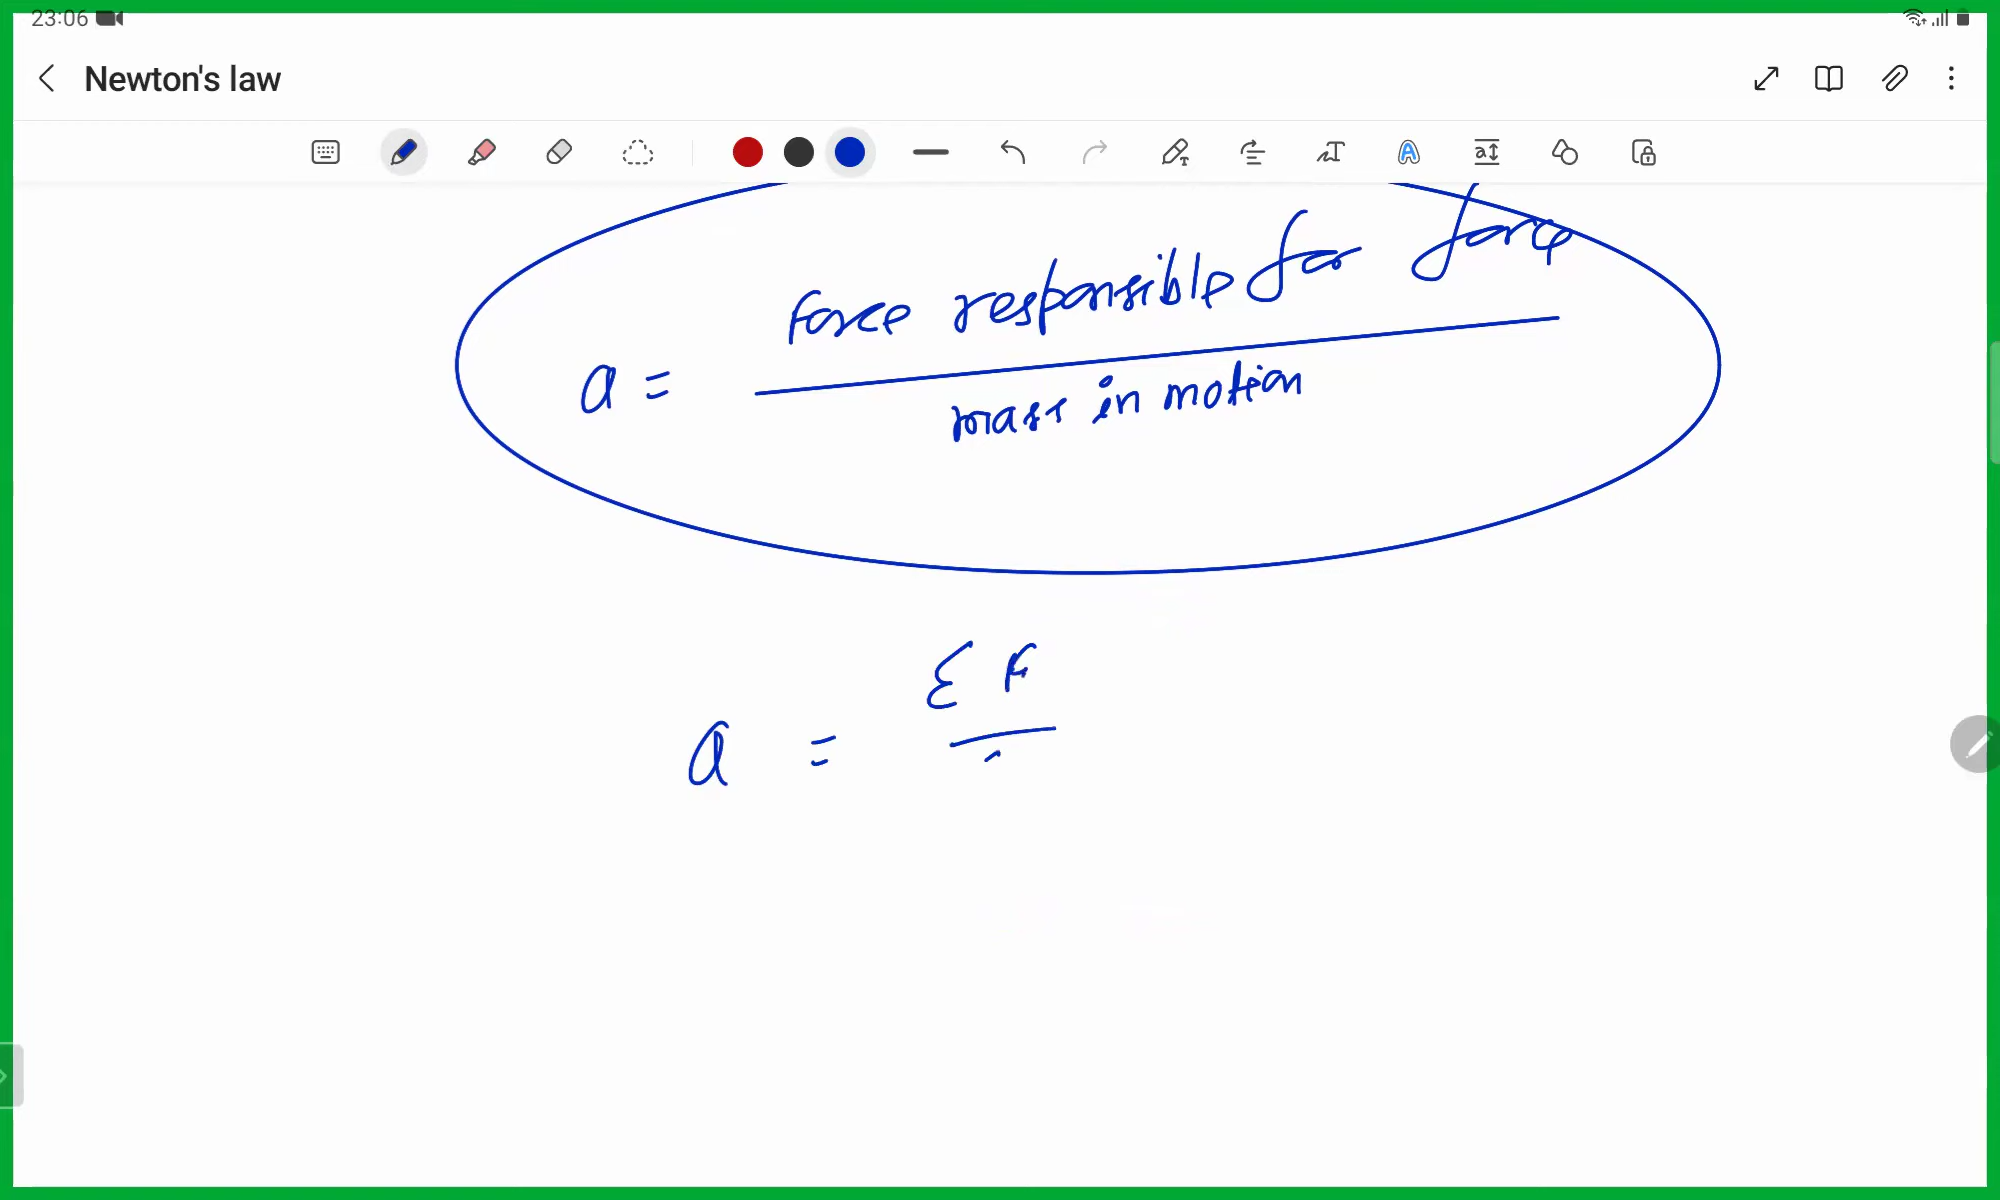 23:06
Newton's law
Force responsible for force
a =
mass in motion
Σ F
a =